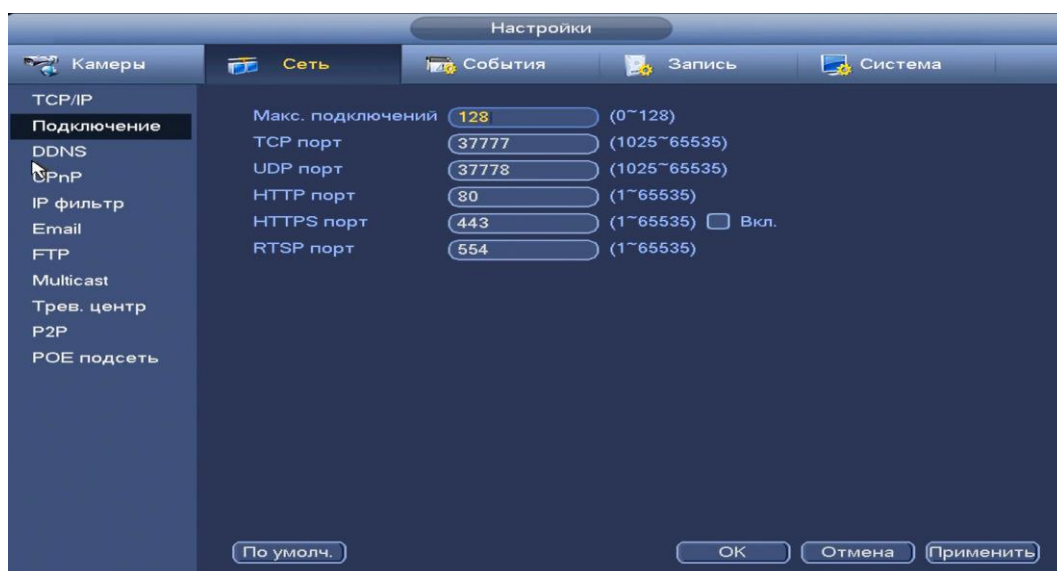 Настройки
Камеры Сеть События Запись Система
TCP/IP
Подключение
DDNS
UPnP
IP фильтр
Email
FTP
Multicast
Трев. центр
P2P
POE подсеть
Макс. подключений 128 (0~128)
TCP порт 37777 (1025~65535)
UDP порт 37778 (1025~65535)
HTTP порт 80 (1~65535)
HTTPS порт 443 (1~65535) Вкл.
RTSP порт 554 (1~65535)
По умолч. OK Отмена Применить